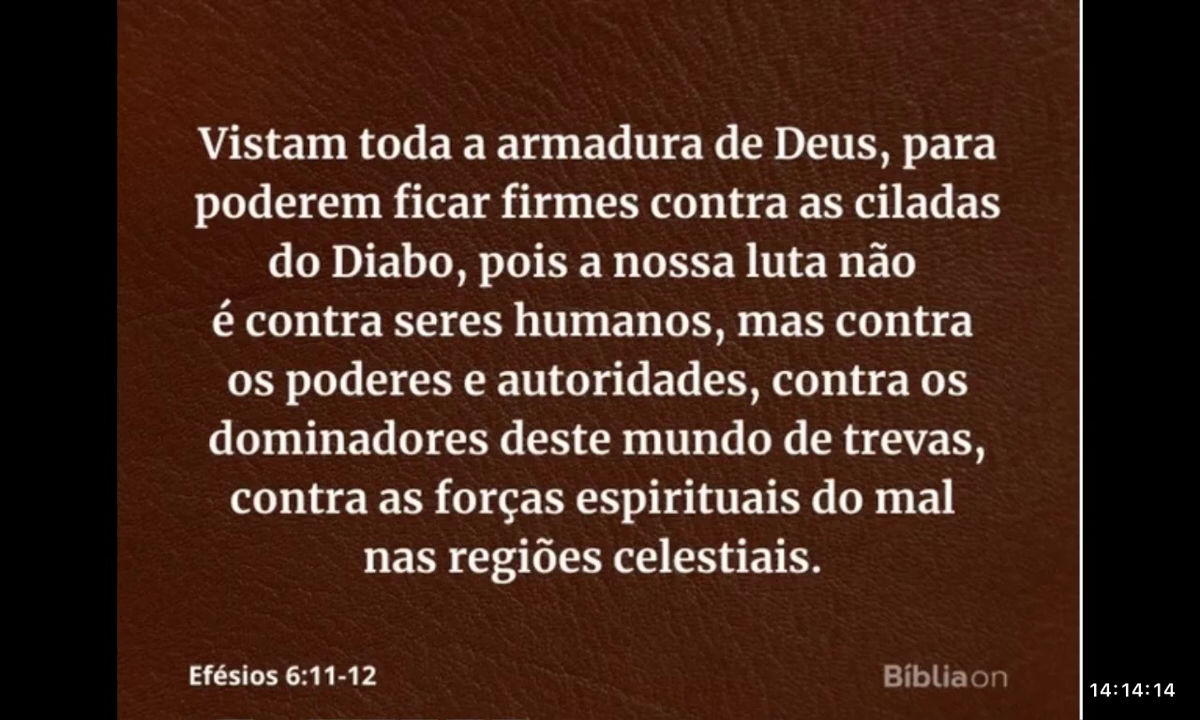 Vistam toda a armadura de Deus, para
poderem ficar firmes contra as ciladas
do Diabo, pois a nossa luta não
é contra seres humanos, mas contra
os poderes e autoridades, contra os
dominadores deste mundo de trevas,
contra as forças espirituais do mal
nas regiões celestiais.
Efésios 6:11-12
Bíbliaon
14:14:14